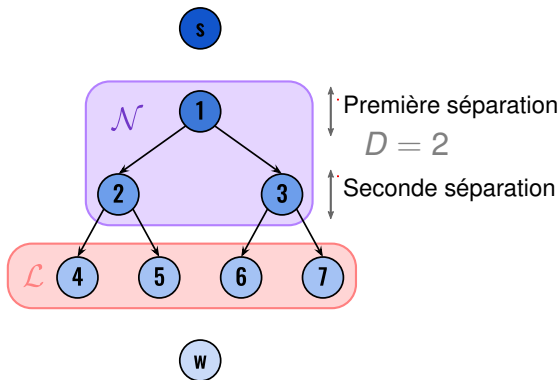 s
𝒩
1
Première séparation
D = 2
2
3
Seconde séparation
ℒ
4
5
6
7
w